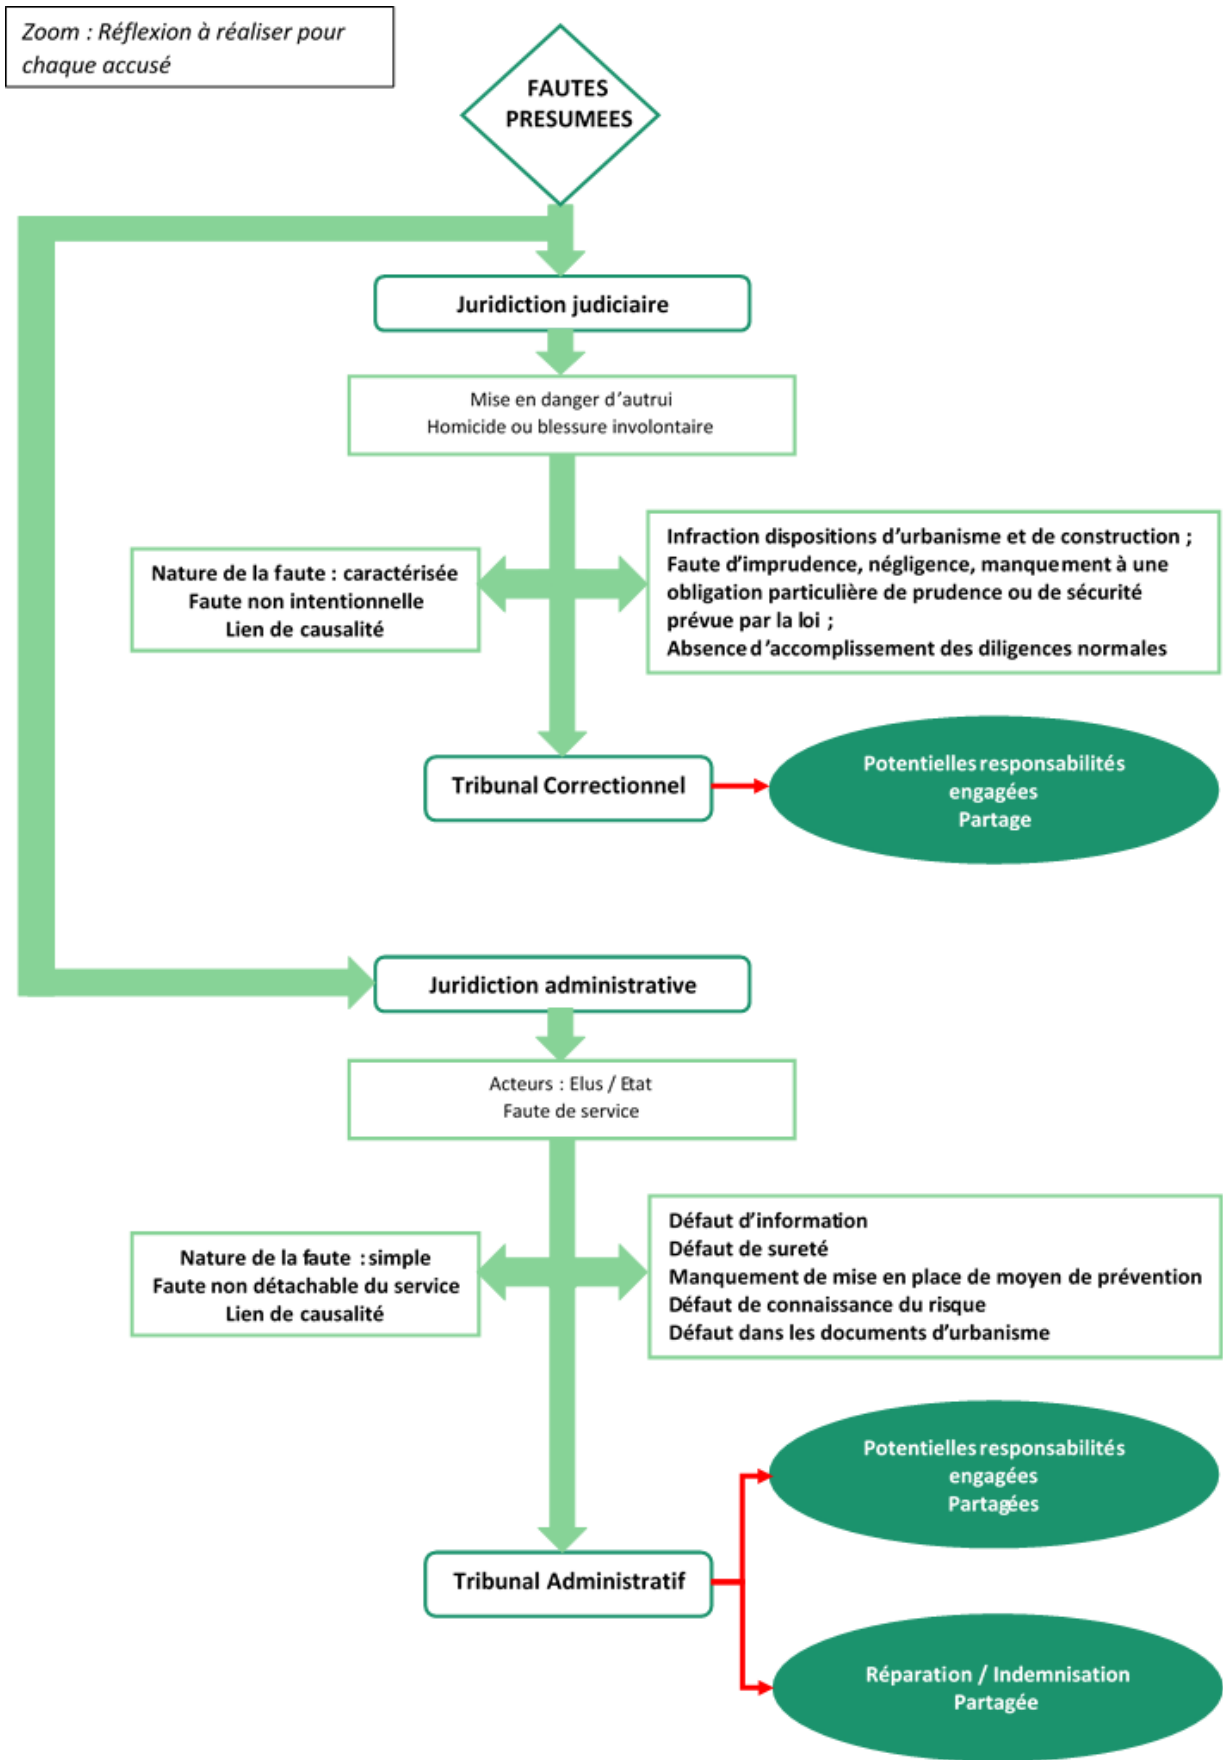 Zoom : Réflexion à réaliser pour
chaque accusé
FAUTES
PRESUMEES
Juridiction judiciaire
Mise en danger d'autrui
Homicide ou blessure involontaire
Nature de la faute : caractérisée
Faute non intentionnelle
Lien de causalité
Infraction dispositions d'urbanisme et de construction ;
Faute d'imprudence, négligence, manquement à une
obligation particulière de prudence ou de sécurité
prévue par la loi ;
Absence d'accomplissement des diligences normales
Tribunal Correctionnel
Potentielles responsabilités
engagées
Partage
Juridiction administrative
Acteurs : Elus / Etat
Faute de service
Nature de la faute : simple
Faute non détachable du service
Lien de causalité
Défaut d'information
Défaut de sureté
Manquement de mise en place de moyen de prévention
Défaut de connaissance du risque
Défaut dans les documents d'urbanisme
Potentielles responsabilités
engagées
Partagées
Tribunal Administratif
Réparation / Indemnisation
Partagée